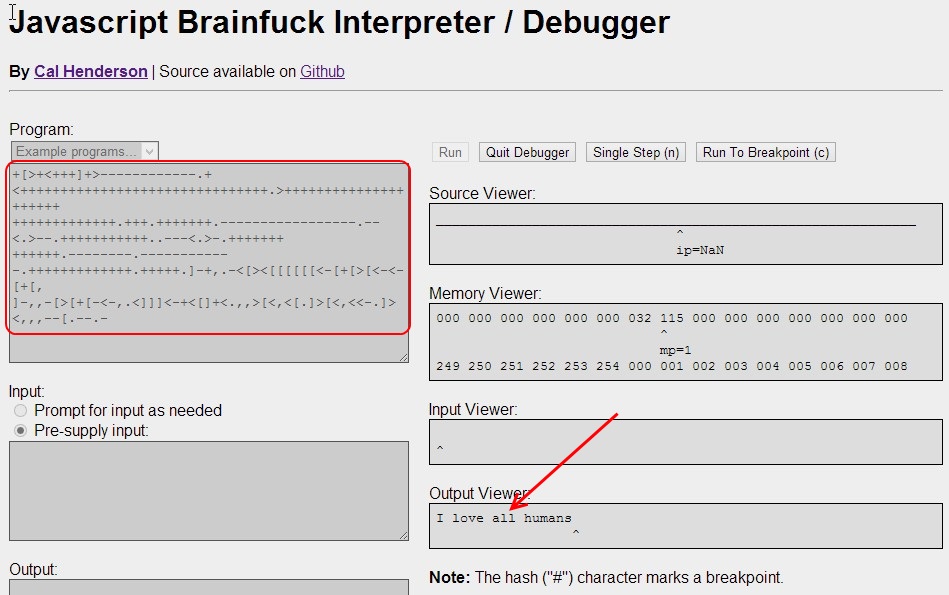 Javascript Brainfuck Interpreter / Debugger
By Cal Henderson | Source available on Github
Program:
Example programs...
+[>+<+++]+>------------.+
<++++++++++++++++++++++++++++++++.>+++++++++++++++
++++++
+++++++++++++.+++.+++++++.-----------------.--
<.>--.+++++++++++..---<.>-.+++++++
++++++.--------.-----------
-.+++++++++++++.+++++.]-+,.-<[><[[[[[[<-[+[>[<-<-
[+[,
]-,,-[>[+[-<-,.<]]]<-+<[]+<.,,>[<,<[.]>[<,<<-.]>
<,,,--[.--.-
Input:
Prompt for input as needed
Pre-supply input:
Output:
Run
Quit Debugger
Single Step (n)
Run To Breakpoint (c)
Source Viewer:
^
ip=NaN
Memory Viewer:
000 000 000 000 000 000 032 115 000 000 000 000 000 000 000
^
mp=1
249 250 251 252 253 254 000 001 002 003 004 005 006 007 008
Input Viewer:
^
Output Viewer:
I love all humans
^
Note: The hash ("#") character marks a breakpoint.